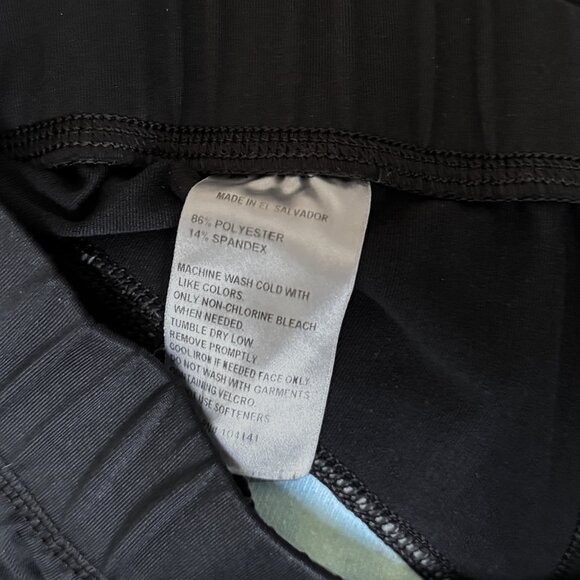 MADE IN EL SALVADOR
86% POLYESTER
14% SPANDEX
MACHINE WASH COLD WITH
LIKE COLORS.
ONLY NON-CHLORINE BLEACH
WHEN NEEDED.
TUMBLE DRY LOW
REMOVE PROMPTLY
COOL IRON IF NEEDED FACE ONLY
DO NOT WASH WITH GARMENTS
TAINING VELCRO.
USE SOFTENERS
104141